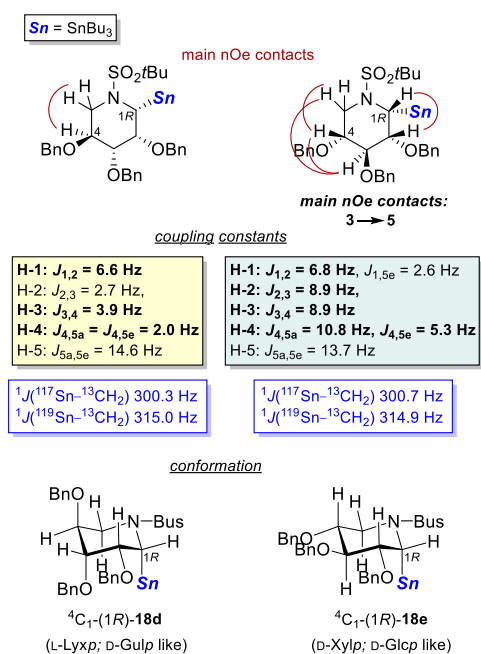 Sn = SnBu3
main nOe contacts
SO2tBu
H
N
Sn
1R
H
4
BnO
OBn
OBn
SO2tBu
H
N
H
1R
Sn
H
4
H
BnO
H
OBn
OBn
main nOe contacts:
3 → 5
coupling constants
H-1: J1,2 = 6.6 Hz
H-2: J2,3 = 2.7 Hz,
H-3: J3,4 = 3.9 Hz
H-4: J4,5a = J4,5e = 2.0 Hz
H-5: J5a,5e = 14.6 Hz
H-1: J1,2 = 6.8 Hz, J1,5e = 2.6 Hz
H-2: J2,3 = 8.9 Hz,
H-3: J3,4 = 8.9 Hz
H-4: J4,5a = 10.8 Hz, J4,5e = 5.3 Hz
H-5: J5a,5e = 13.7 Hz
1J(117Sn–13CH2) 300.3 Hz
1J(119Sn–13CH2) 315.0 Hz
1J(117Sn–13CH2) 300.7 Hz
1J(119Sn–13CH2) 314.9 Hz
conformation
BnO
H
H
N
Bus
H
H
H
H
1R
BnO
BnO
Sn
4C1-(1R)-18d
(L-Lyxp; D-Gulp like)
H
H
H
N
Bus
BnO
BnO
H
H
1R
H
BnO
Sn
4C1-(1R)-18e
(D-Xylp; D-Glcp like)